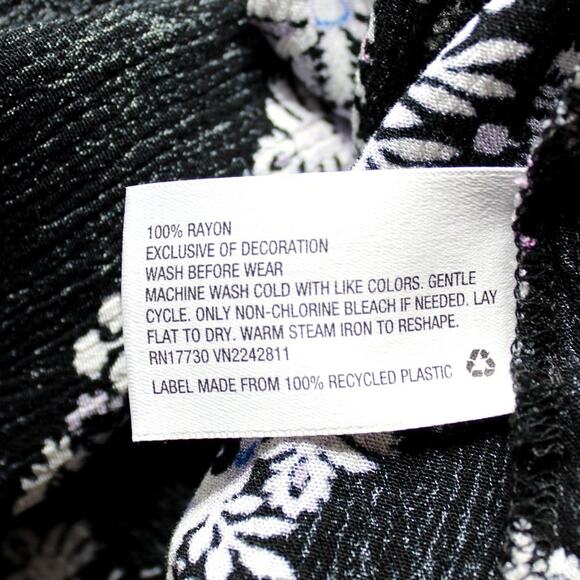 100% RAYON
EXCLUSIVE OF DECORATION
WASH BEFORE WEAR
MACHINE WASH COLD WITH LIKE COLORS. GENTLE
CYCLE. ONLY NON-CHLORINE BLEACH IF NEEDED. LAY
FLAT TO DRY. WARM STEAM IRON TO RESHAPE.
RN17730 VN2242811
LABEL MADE FROM 100% RECYCLED PLASTIC